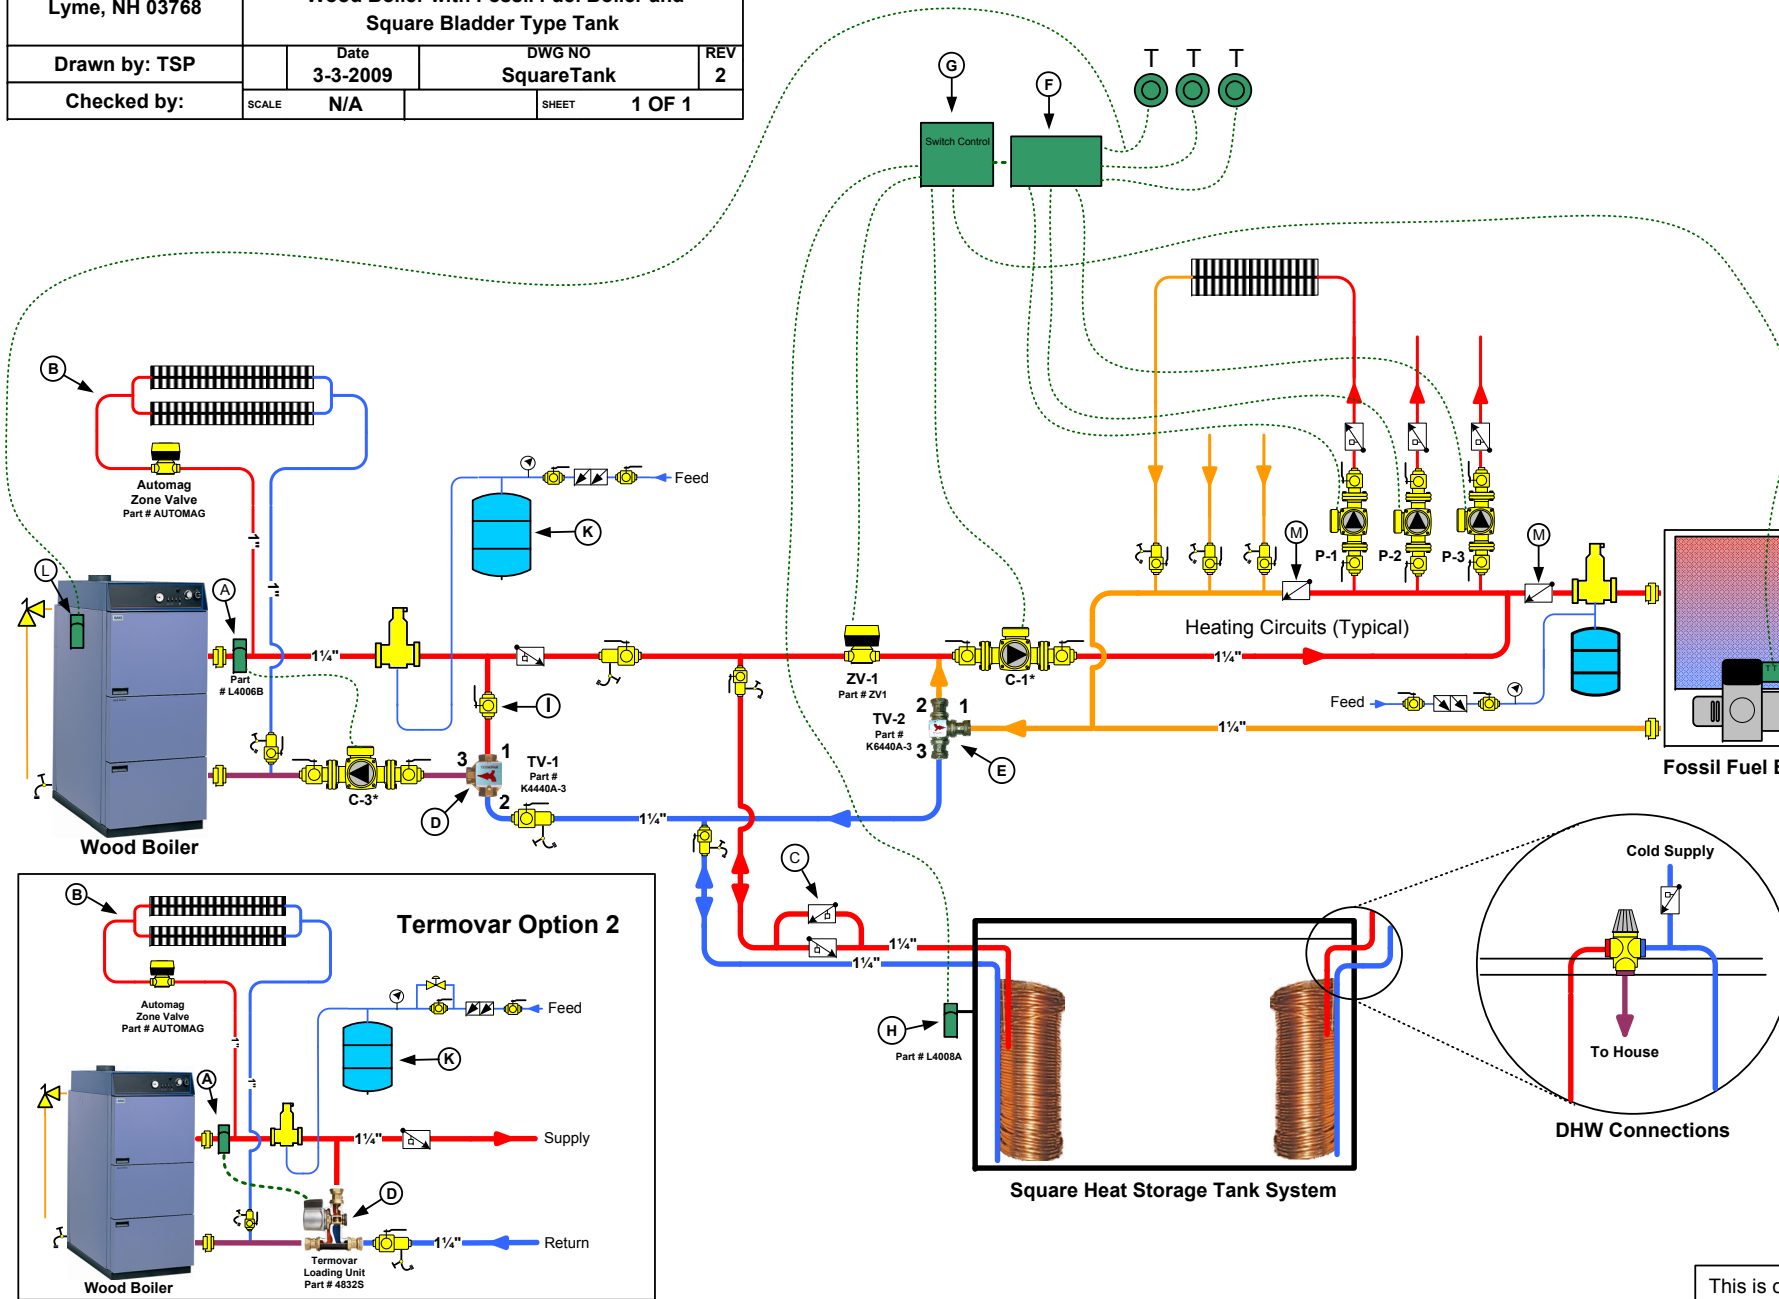 Lyme, NH 03768
Square Bladder Type Tank
Drawn by: TSP
Date
3-3-2009
DWG NO
SquareTank
REV
2
Checked by:
SCALE
N/A
SHEET
1 OF 1
G
F
T
T
T
Switch Control
B
Automag
Zone Valve
Part # AUTOMAG
Feed
K
1"
1"
L
A
Part
# L4006B
1¼"
I
C-3*
3
1
2
TV-1
Part #
K4440A-3
D
1¼"
Wood Boiler
ZV-1
Part # ZV1
C-1*
1¼"
2
1
3
TV-2
Part #
K6440A-3
E
M
M
P-1
P-2
P-3
Heating Circuits (Typical)
Feed
1¼"
T T
Fossil Fuel
C
1¼"
1¼"
H
Part # L4008A
Square Heat Storage Tank System
Cold Supply
To House
DHW Connections
Termovar Option 2
B
Automag
Zone Valve
Part # AUTOMAG
Feed
K
1"
1"
A
1¼"
Supply
D
1¼"
Return
Termovar
Loading Unit
Part # 4832S
Wood Boiler
This is